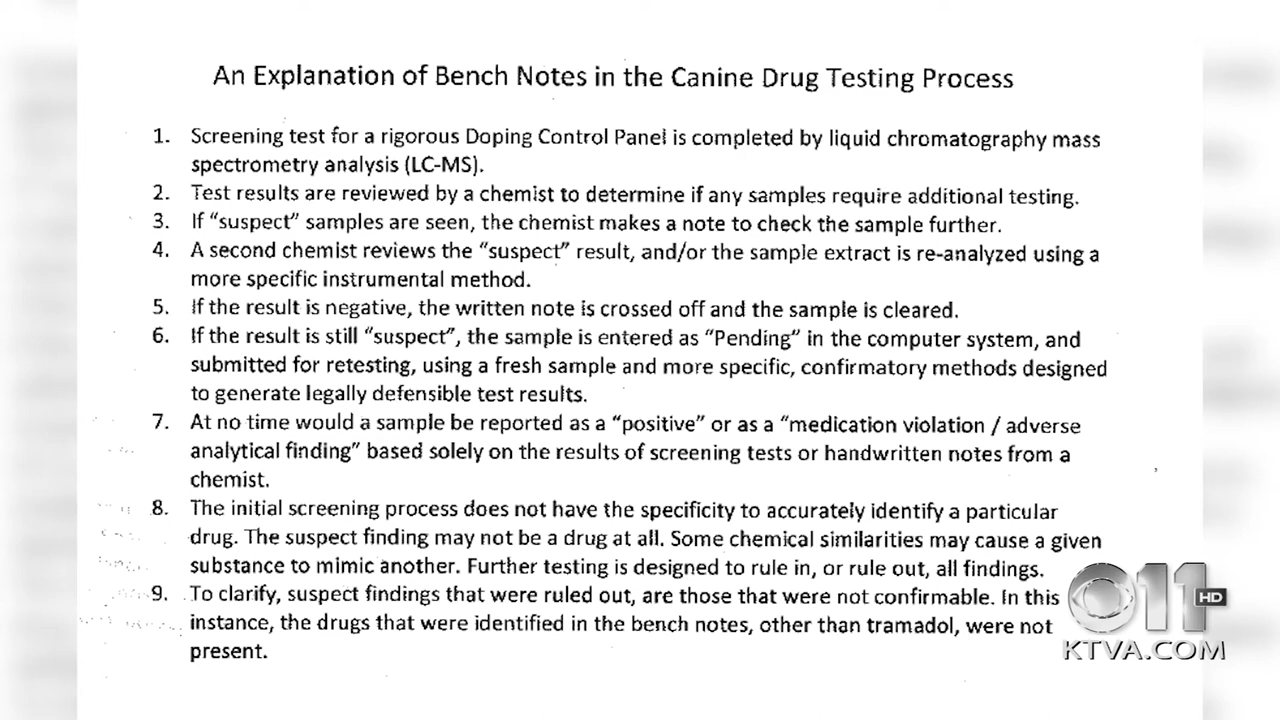 An Explanation of Bench Notes in the Canine Drug Testing Process
1. Screening test for a rigorous Doping Control Panel is completed by liquid chromatography mass
spectrometry analysis (LC-MS).
2. Test results are reviewed by a chemist to determine if any samples require additional testing.
3. If "suspect" samples are seen, the chemist makes a note to check the sample further.
4. A second chemist reviews the "suspect" result, and/or the sample extract is re-analyzed using a
more specific instrumental method.
5. If the result is negative, the written note is crossed off and the sample is cleared.
6. If the result is still "suspect", the sample is entered as "Pending" in the computer system, and
submitted for retesting, using a fresh sample and more specific, confirmatory methods designed
to generate legally defensible test results.
7. At no time would a sample be reported as a "positive" or as a "medication violation / adverse
analytical finding" based solely on the results of screening tests or handwritten notes from a
chemist.
8. The initial screening process does not have the specificity to accurately identify a particular
drug. The suspect finding may not be a drug at all. Some chemical similarities may cause a given
substance to mimic another. Further testing is designed to rule in, or rule out, all findings.
9. To clarify, suspect findings that were ruled out, are those that were not confirmable. In this
instance, the drugs that were identified in the bench notes, other than tramadol, were not
present.
11 HD
KTVA.COM